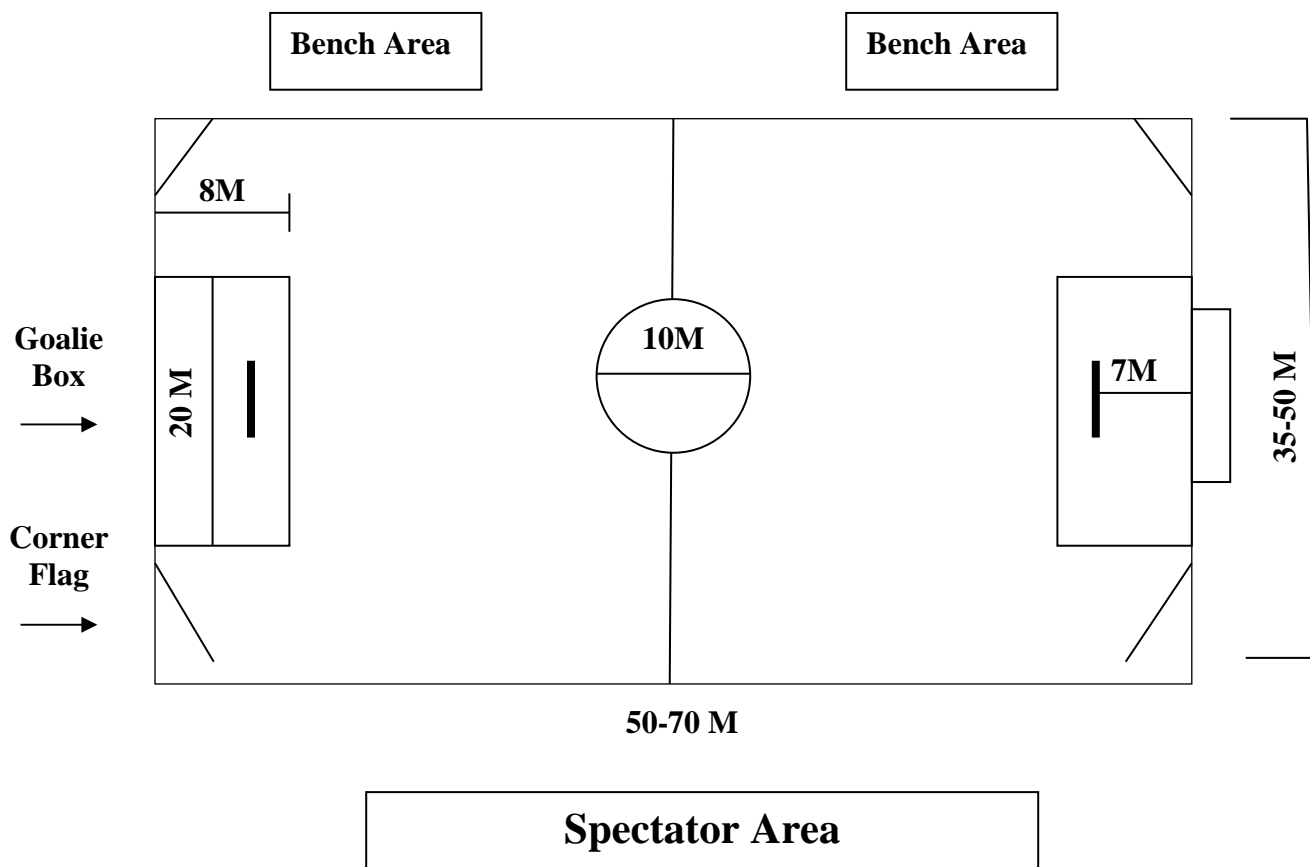 Bench Area
Bench Area
8M
Goalie
Box
20 M
10M
7M
35-50 M
Corner
Flag
50-70 M
Spectator Area